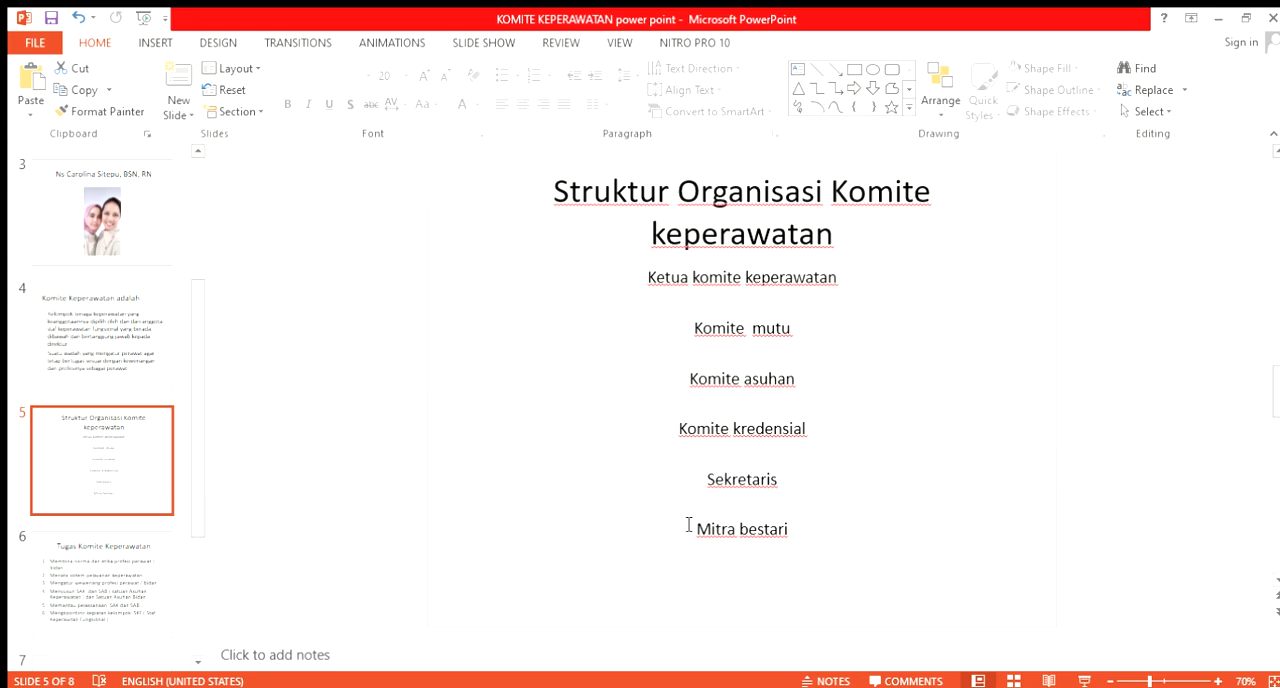 KOMITE KEPERAWATAN power point - Microsoft PowerPoint
FILE HOME INSERT DESIGN TRANSITIONS ANIMATIONS SLIDE SHOW REVIEW VIEW NITRO PRO 10 Sign in
Paste
Cut
Copy
Format Painter
Clipboard
New Slide
Layout
Reset
Section
Slides
20
Font
Text Direction
Align Text
Convert to SmartArt
Paragraph
Arrange
Quick Styles
Shape Fill
Shape Outline
Shape Effects
Drawing
Find
Replace
Select
Editing
3
Ns Carolina Sitepu, BSN, RN
4
Komite Keperawatan adalah
5
Struktur Organisasi Komite
keperawatan
6
Tugas Komite Keperawatan
7
Struktur Organisasi Komite
keperawatan
Ketua komite keperawatan
Komite mutu
Komite asuhan
Komite kredensial
Sekretaris
Mitra bestari
Click to add notes
SLIDE 5 OF 8 ENGLISH (UNITED STATES) NOTES COMMENTS 70%